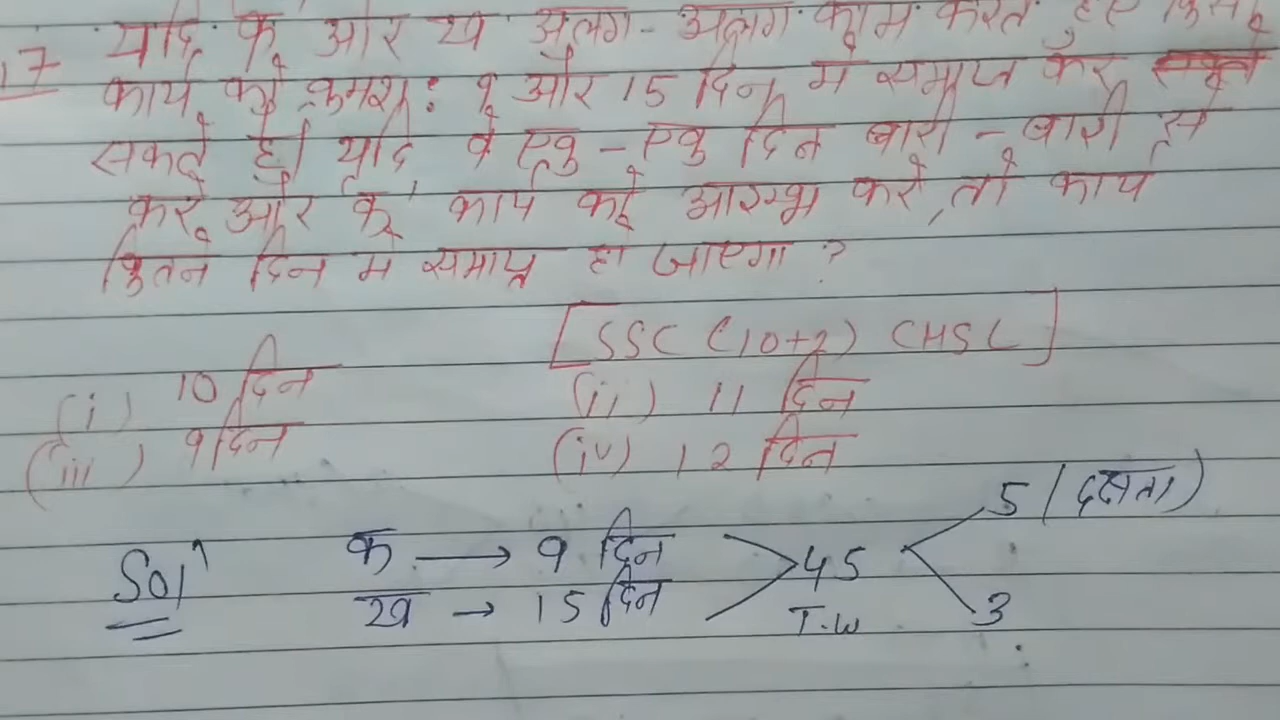 17 यदि क और ख अलग-अलग काम करते हुए किसी
कार्य को क्रमश: 9 और 15 दिन में समाप्त कर
सकते है। यदि वे एक-एक दिन बारी-बारी से
करे और क कार्य को आरम्भ करे, तो कार्य
कितने दिन में समाप्त हो जाएगा ?
[SSC (10+2) CHSL]
(i) 10 दिन (ii) 11 दिन
(iii) 9 दिन (iv) 12 दिन
Sol^n क → 9 दिन 45 5 (दक्षता)
ख → 15 दिन T.W 3